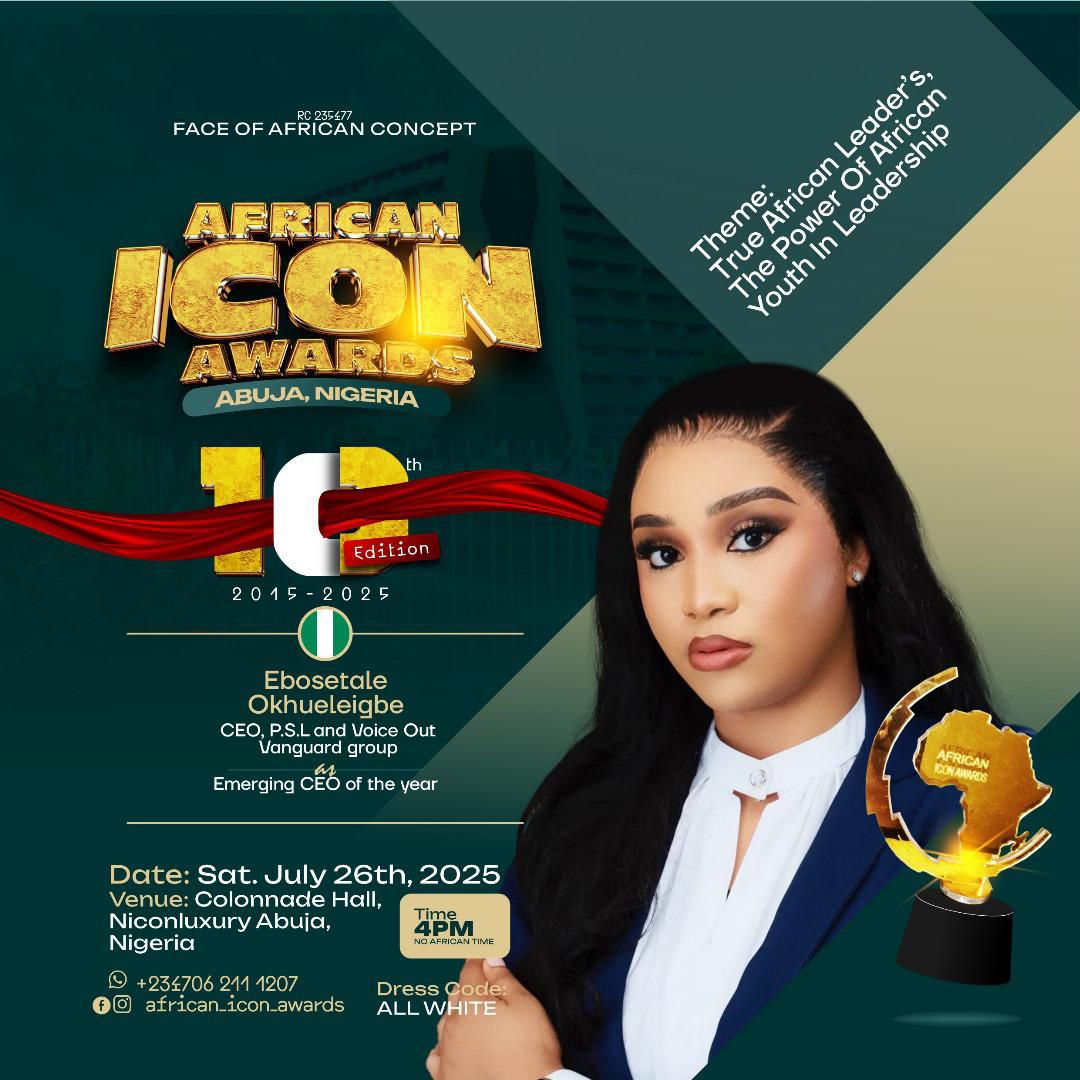 RC 235477
FACE OF AFRICAN CONCEPT
AFRICAN
ICON
AWARDS
ABUJA, NIGERIA
10th
Edition
2015-2025
Ebosetale
Okhueleigbe
CEO, P.S.L and Voice Out
Vanguard group
as
Emerging CEO of the year
Date: Sat. July 26th, 2025
Venue: Colonnade Hall,
Niconluxury Abuja,
Nigeria
Time
4PM
NO AFRICAN TIME
+234706 211 1207
african_icon_awards
Dress Code:
ALL WHITE
Theme:
True African Leader's,
The Power Of African
Youth In Leadership
AFRICAN
AFRICAN
ICON AWARDS